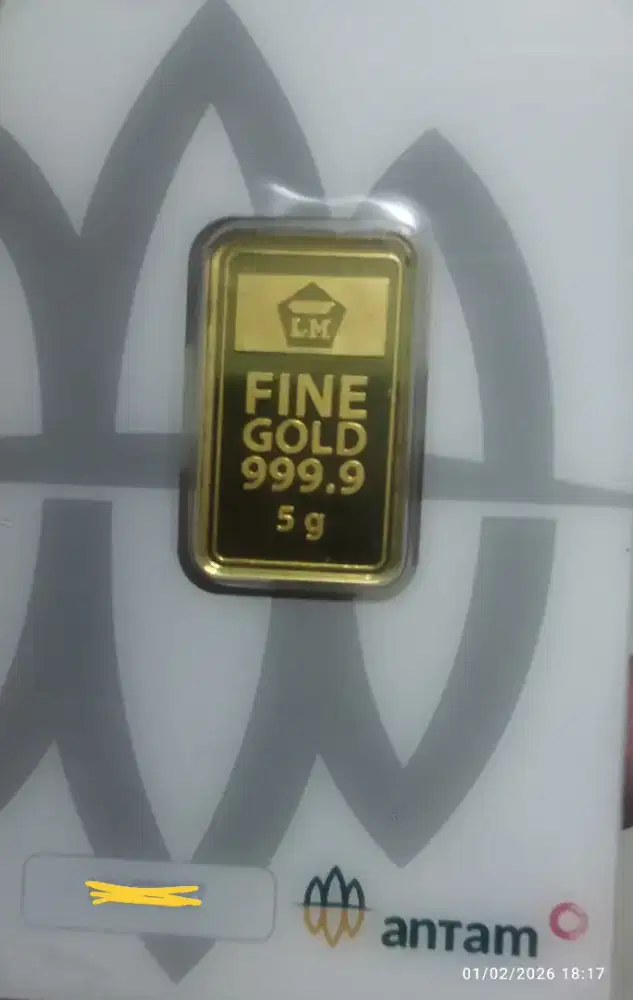 LM
FINE
GOLD
999.9
5 g
antam
01/02/2026 18:17